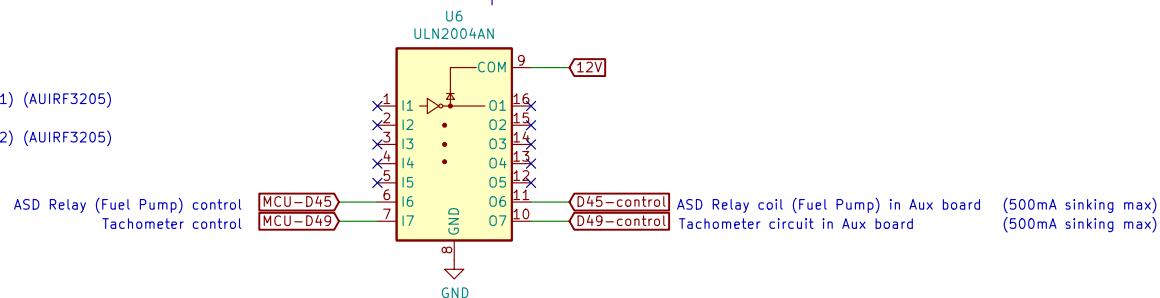 U6
ULN2004AN
COM 9 12V
1) (AUIRF3205)
1 I1 O1 16
2 I2 O2 15
2) (AUIRF3205)
3 I3 O3 14
4 I4 O4 13
5 I5 O5 12
ASD Relay (Fuel Pump) control MCU-D45 6 I6 O6 11 D45-control ASD Relay coil (Fuel Pump) in Aux board (500mA sinking max)
Tachometer control MCU-D49 7 I7 O7 10 D49-control Tachometer circuit in Aux board (500mA sinking max)
GND
8
GND